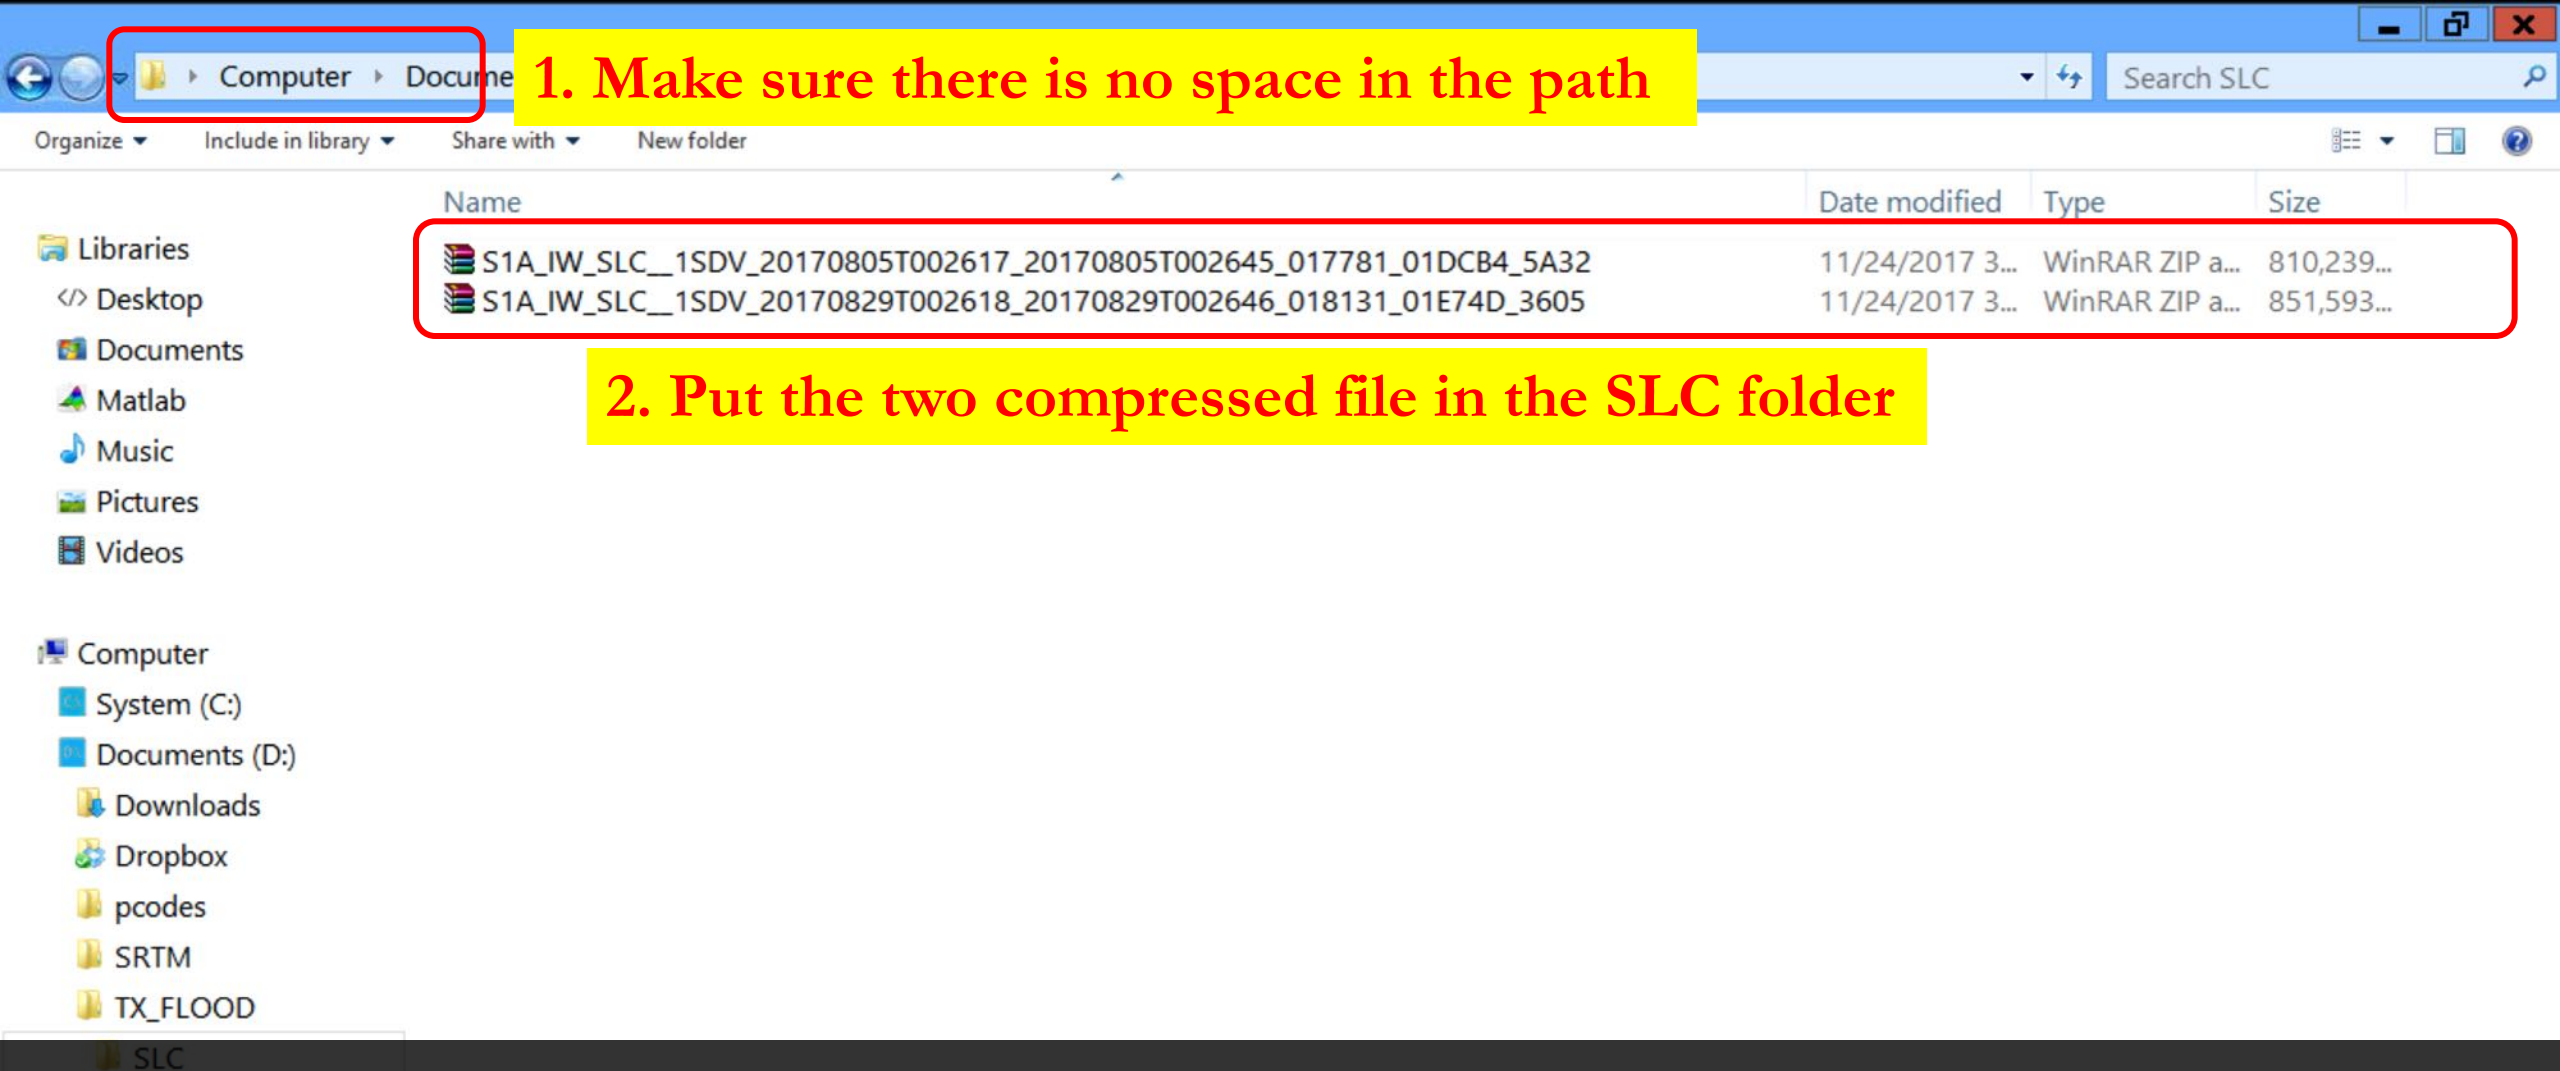 Computer Docume
1. Make sure there is no space in the path
Search SLC
Organize Include in library Share with New folder
Name Date modified Type Size
S1A_IW_SLC__1SDV_20170805T002617_20170805T002645_017781_01DCB4_5A32 11/24/2017 3... WinRAR ZIP a... 810,239...
S1A_IW_SLC__1SDV_20170829T002618_20170829T002646_018131_01E74D_3605 11/24/2017 3... WinRAR ZIP a... 851,593...
2. Put the two compressed file in the SLC folder
Libraries
Desktop
Documents
Matlab
Music
Pictures
Videos
Computer
System (C:)
Documents (D:)
Downloads
Dropbox
pcodes
SRTM
TX_FLOOD
SLC